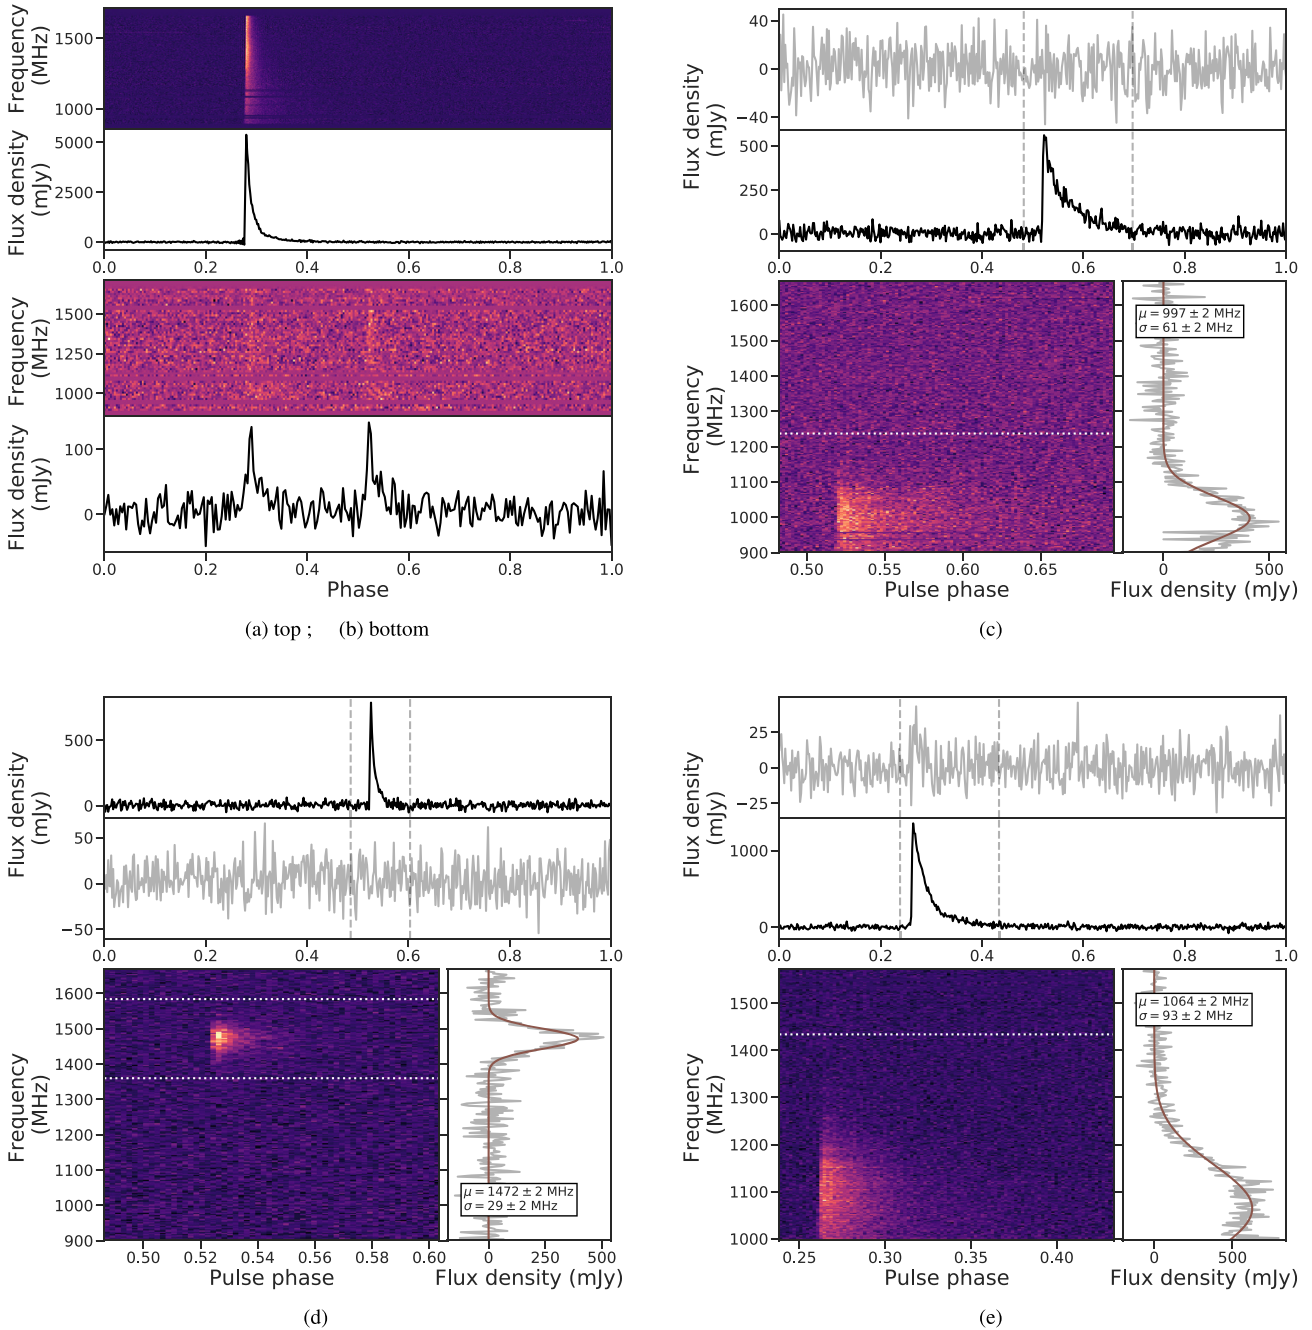 Frequency
(MHz)
1500
1000
Flux density
(mJy)
5000
2500
0
0.0 0.2 0.4 0.6 0.8 1.0
Frequency
(MHz)
1500
1250
1000
Flux density
(mJy)
100
0
0.0 0.2 0.4 0.6 0.8 1.0
Phase
(a) top ; (b) bottom
Flux density
(mJy)
40
0
−40
500
250
0
0.0 0.2 0.4 0.6 0.8 1.0
Frequency
(MHz)
1600
1500
1400
1300
1200
1100
1000
900
0.50 0.55 0.60 0.65
Pulse phase
μ = 997 ± 2 MHz
σ = 61 ± 2 MHz
0 500
Flux density (mJy)
(c)
Flux density
(mJy)
500
0
50
0
−50
0.0 0.2 0.4 0.6 0.8 1.0
Frequency
(MHz)
1600
1500
1400
1300
1200
1100
1000
900
0.50 0.52 0.54 0.56 0.58 0.60
Pulse phase
μ = 1472 ± 2 MHz
σ = 29 ± 2 MHz
0 250 500
Flux density (mJy)
(d)
Flux density
(mJy)
25
0
−25
1000
0
0.0 0.2 0.4 0.6 0.8 1.0
Frequency
(MHz)
1500
1400
1300
1200
1100
1000
0.25 0.30 0.35 0.40
Pulse phase
μ = 1064 ± 2 MHz
σ = 93 ± 2 MHz
0 500
Flux density (mJy)
(e)